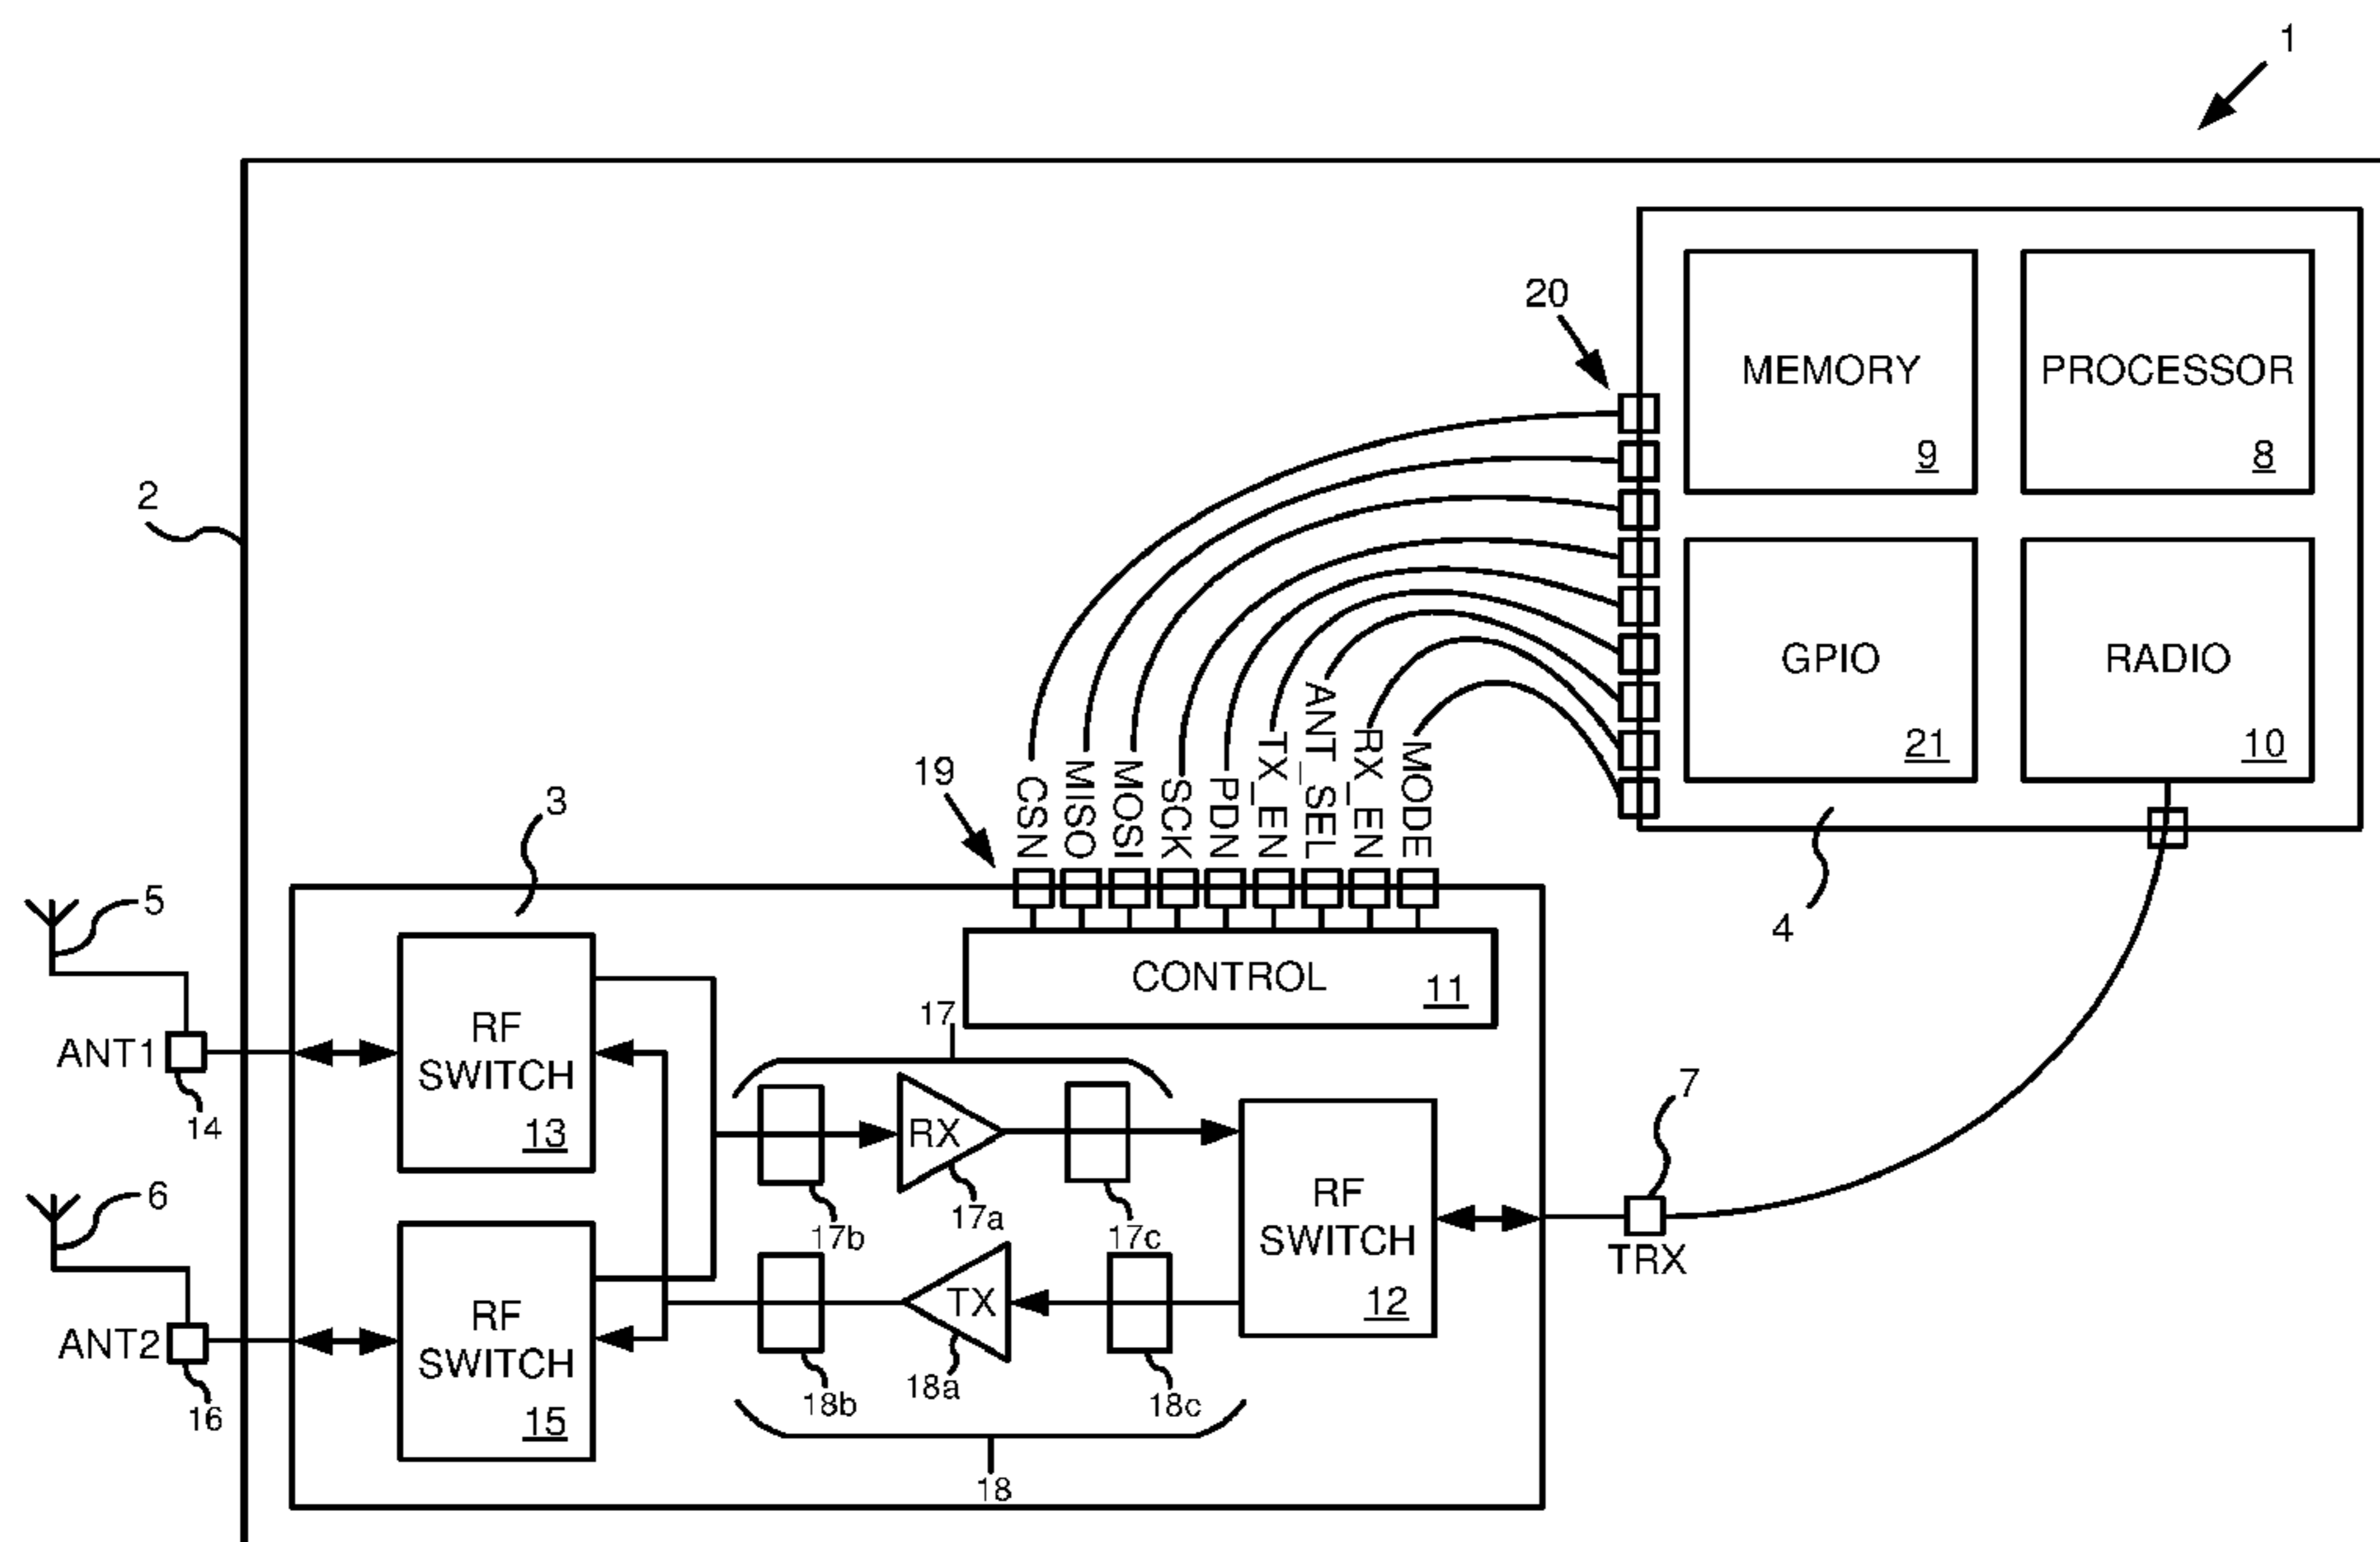 1
20
MEMORY
9
PROCESSOR
8
2
GPIO
21
RADIO
10
19
CSN
MISO
MOSI
SCK
PDN
TX_EN
ANT_SEL
RX_EN
MODE
3
4
5
CONTROL
11
17
RF
SWITCH
13
ANT1
14
RX
17a
17b
17c
7
TRX
6
RF
SWITCH
12
RF
SWITCH
15
ANT2
16
TX
18a
18b
18c
18